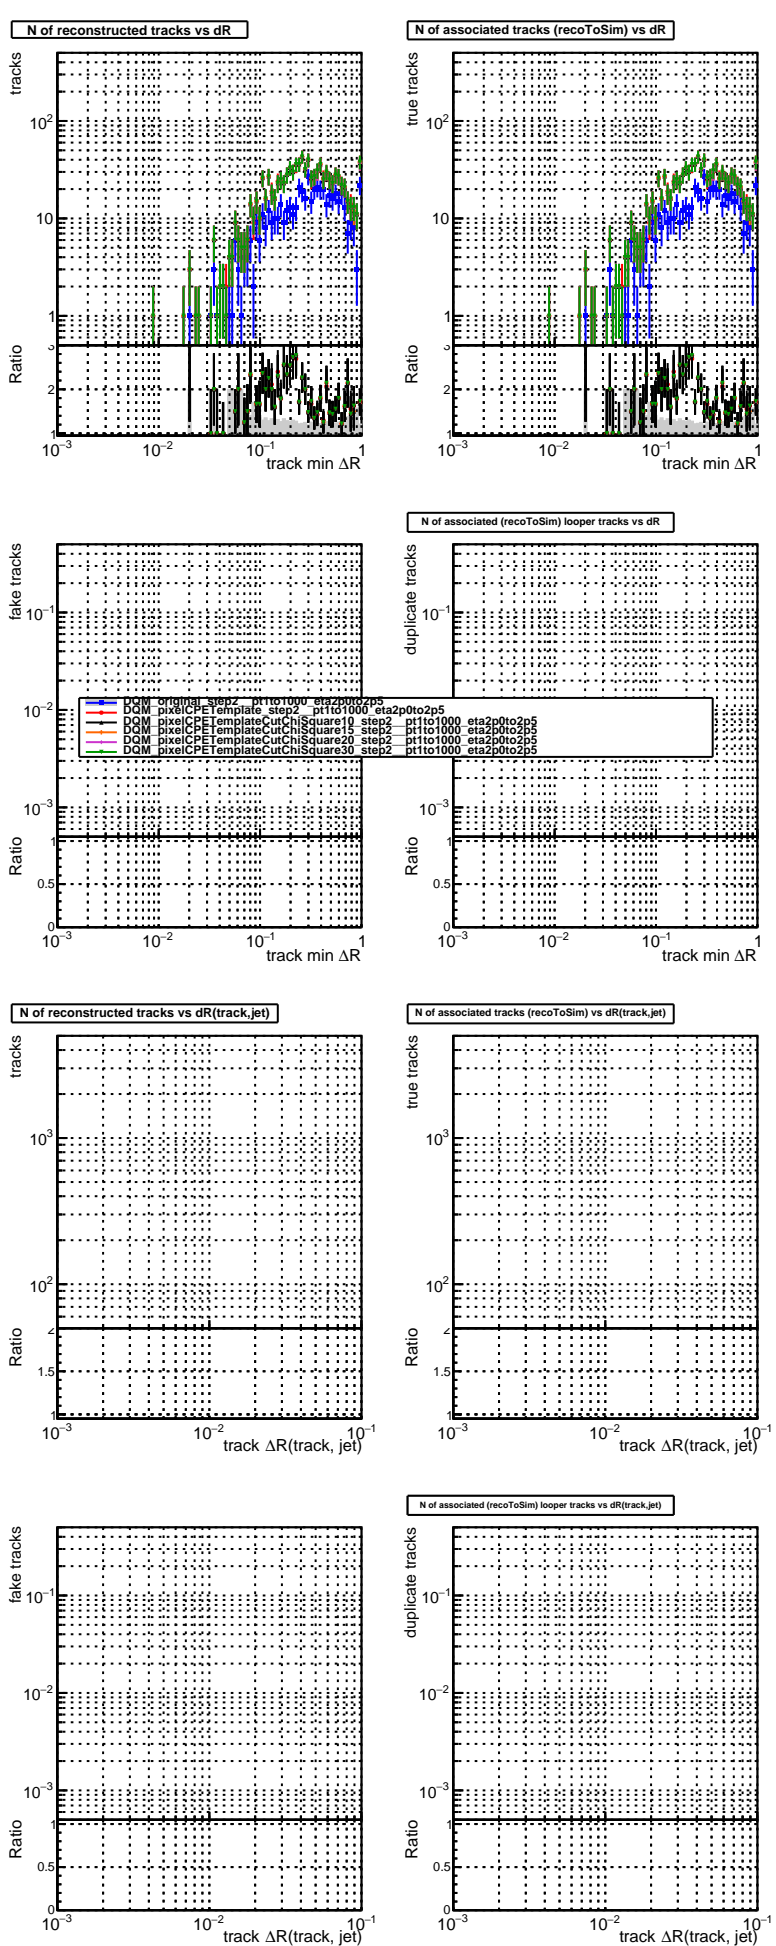 N of reconstructed tracks vs dR
N of associated tracks (recoToSim) vs dR
tracks
10²
10
1
Ratio
3
2
1
10⁻³ 10⁻² 10⁻¹ 1
track min ΔR
true tracks
10²
10
1
Ratio
3
2
1
10⁻³ 10⁻² 10⁻¹ 1
track min ΔR
N of associated (recoToSim) looper tracks vs dR
fake tracks
10⁻¹
10⁻²
10⁻³
Ratio
1
0.5
0
10⁻³ 10⁻² 10⁻¹ 1
track min ΔR
duplicate tracks
10⁻¹
10⁻³
Ratio
1
0.5
0
10⁻³ 10⁻² 10⁻¹ 1
track min ΔR
DQM_original_step2__pt1to1000_eta2p0to2p5
DQM_pixelCPETemplate_step2__pt1to1000_eta2p0to2p5
DQM_pixelCPETemplateCutChiSquare10_step2__pt1to1000_eta2p0to2p5
DQM_pixelCPETemplateCutChiSquare15_step2__pt1to1000_eta2p0to2p5
DQM_pixelCPETemplateCutChiSquare20_step2__pt1to1000_eta2p0to2p5
DQM_pixelCPETemplateCutChiSquare30_step2__pt1to1000_eta2p0to2p5
N of reconstructed tracks vs dR(track,jet)
N of associated tracks (recoToSim) vs dR(track,jet)
tracks
10³
10²
Ratio
2
1.5
1
10⁻³ 10⁻² 10⁻¹
track ΔR(track, jet)
true tracks
10³
10²
Ratio
2
1.5
1
10⁻³ 10⁻² 10⁻¹
track ΔR(track, jet)
N of associated (recoToSim) looper tracks vs dR(track,jet)
fake tracks
10⁻¹
10⁻²
10⁻³
Ratio
1
0.5
0
10⁻³ 10⁻² 10⁻¹
track ΔR(track, jet)
duplicate tracks
10⁻¹
10⁻²
10⁻³
Ratio
1
0.5
0
10⁻³ 10⁻² 10⁻¹
track ΔR(track, jet)